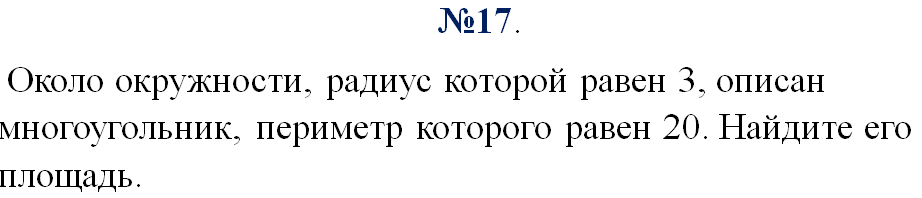 №17.
Около окружности, радиус которой равен 3, описан
многоугольник, периметр которого равен 20. Найдите его
площадь.